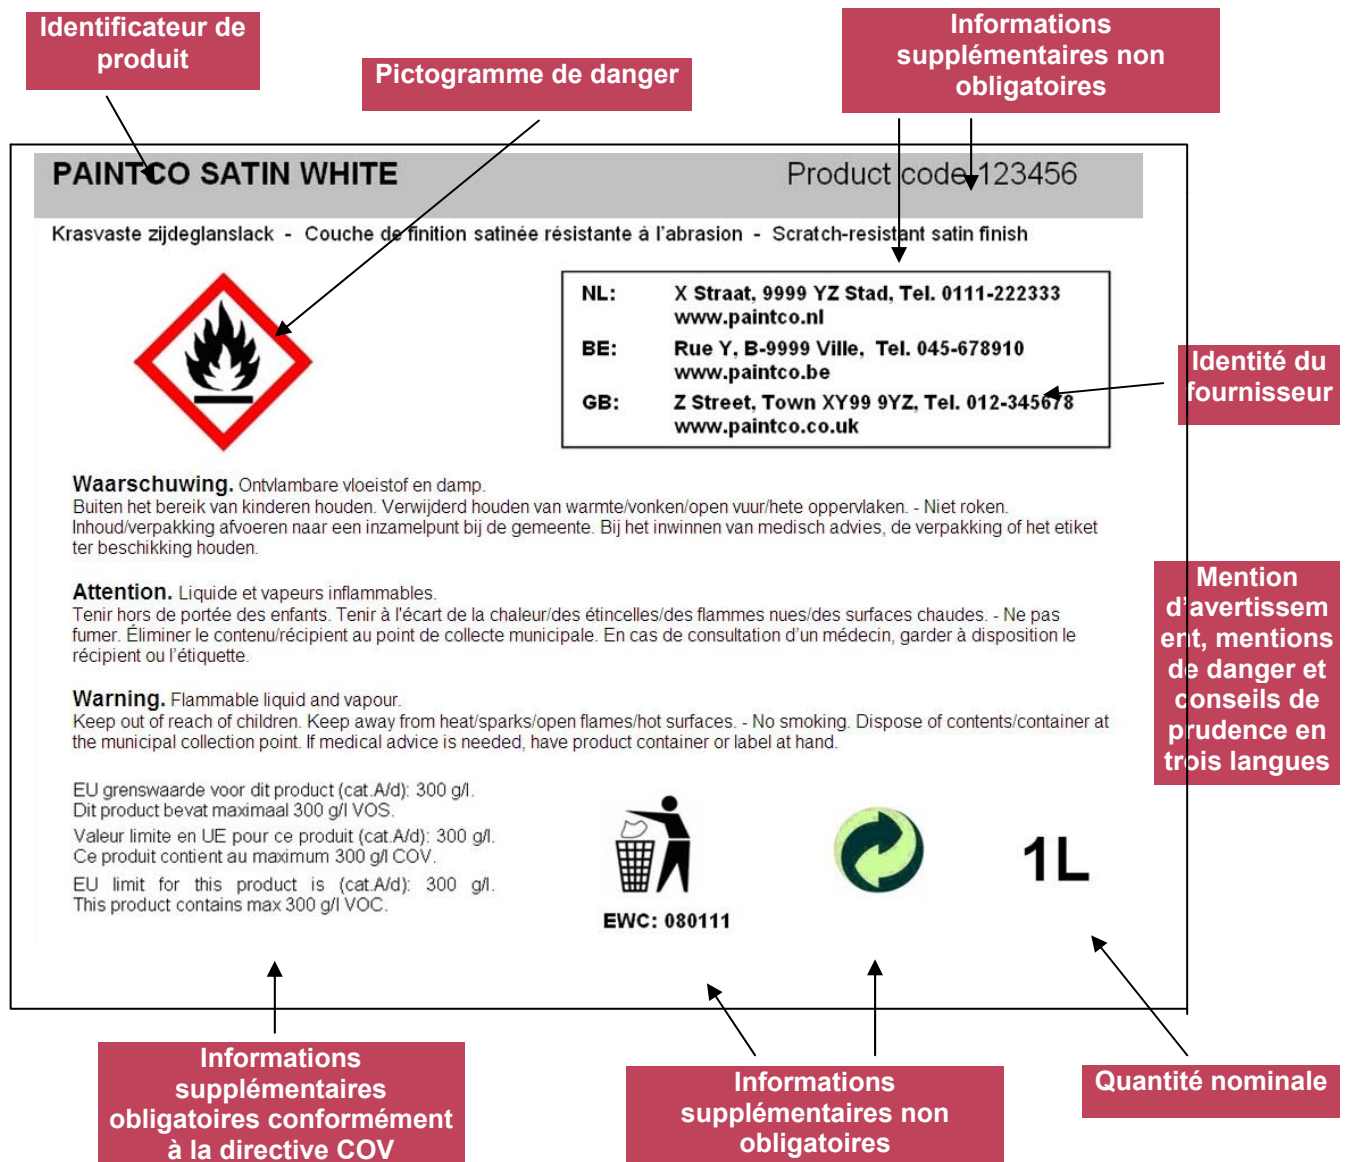 Identificateur de
produit
Pictogramme de danger
Informations
supplémentaires non
obligatoires
PAINTCO SATIN WHITE
Product code 123456
Krasvaste zijdeglanslack - Couche de finition satinée résistante à l'abrasion - Scratch-resistant satin finish
NL: X Straat, 9999 YZ Stad, Tel. 0111-222333
www.paintco.nl
BE: Rue Y, B-9999 Ville, Tel. 045-678910
www.paintco.be
GB: Z Street, Town XY99 9YZ, Tel. 012-345678
www.paintco.co.uk
Identité du
fournisseur
Waarschuwing. Ontvlambare vloeistof en damp.
Buiten het bereik van kinderen houden. Verwijderd houden van warmte/vonken/open vuur/hete oppervlaken. - Niet roken.
Inhoud/verpakking afvoeren naar een inzamelpunt bij de gemeente. Bij het inwinnen van medisch advies, de verpakking of het etiket
ter beschikking houden.
Attention. Liquide et vapeurs inflammables.
Tenir hors de portée des enfants. Tenir à l'écart de la chaleur/des étincelles/des flammes nues/des surfaces chaudes. - Ne pas
fumer. Éliminer le contenu/récipient au point de collecte municipale. En cas de consultation d'un médecin, garder à disposition le
récipient ou l'étiquette.
Warning. Flammable liquid and vapour.
Keep out of reach of children. Keep away from heat/sparks/open flames/hot surfaces. - No smoking. Dispose of contents/container at
the municipal collection point. If medical advice is needed, have product container or label at hand.
Mention
d'avertissem
ent, mentions
de danger et
conseils de
prudence en
trois langues
EU grenswaarde voor dit product (cat.A/d): 300 g/l.
Dit product bevat maximaal 300 g/l VOS.
Valeur limite en UE pour ce produit (cat.A/d): 300 g/l.
Ce produit contient au maximum 300 g/l COV.
EU limit for this product is (cat.A/d): 300 g/l.
This product contains max 300 g/l VOC.
EWC: 080111
1L
Informations
supplémentaires
obligatoires conformément
à la directive COV
Informations
supplémentaires non
obligatoires
Quantité nominale